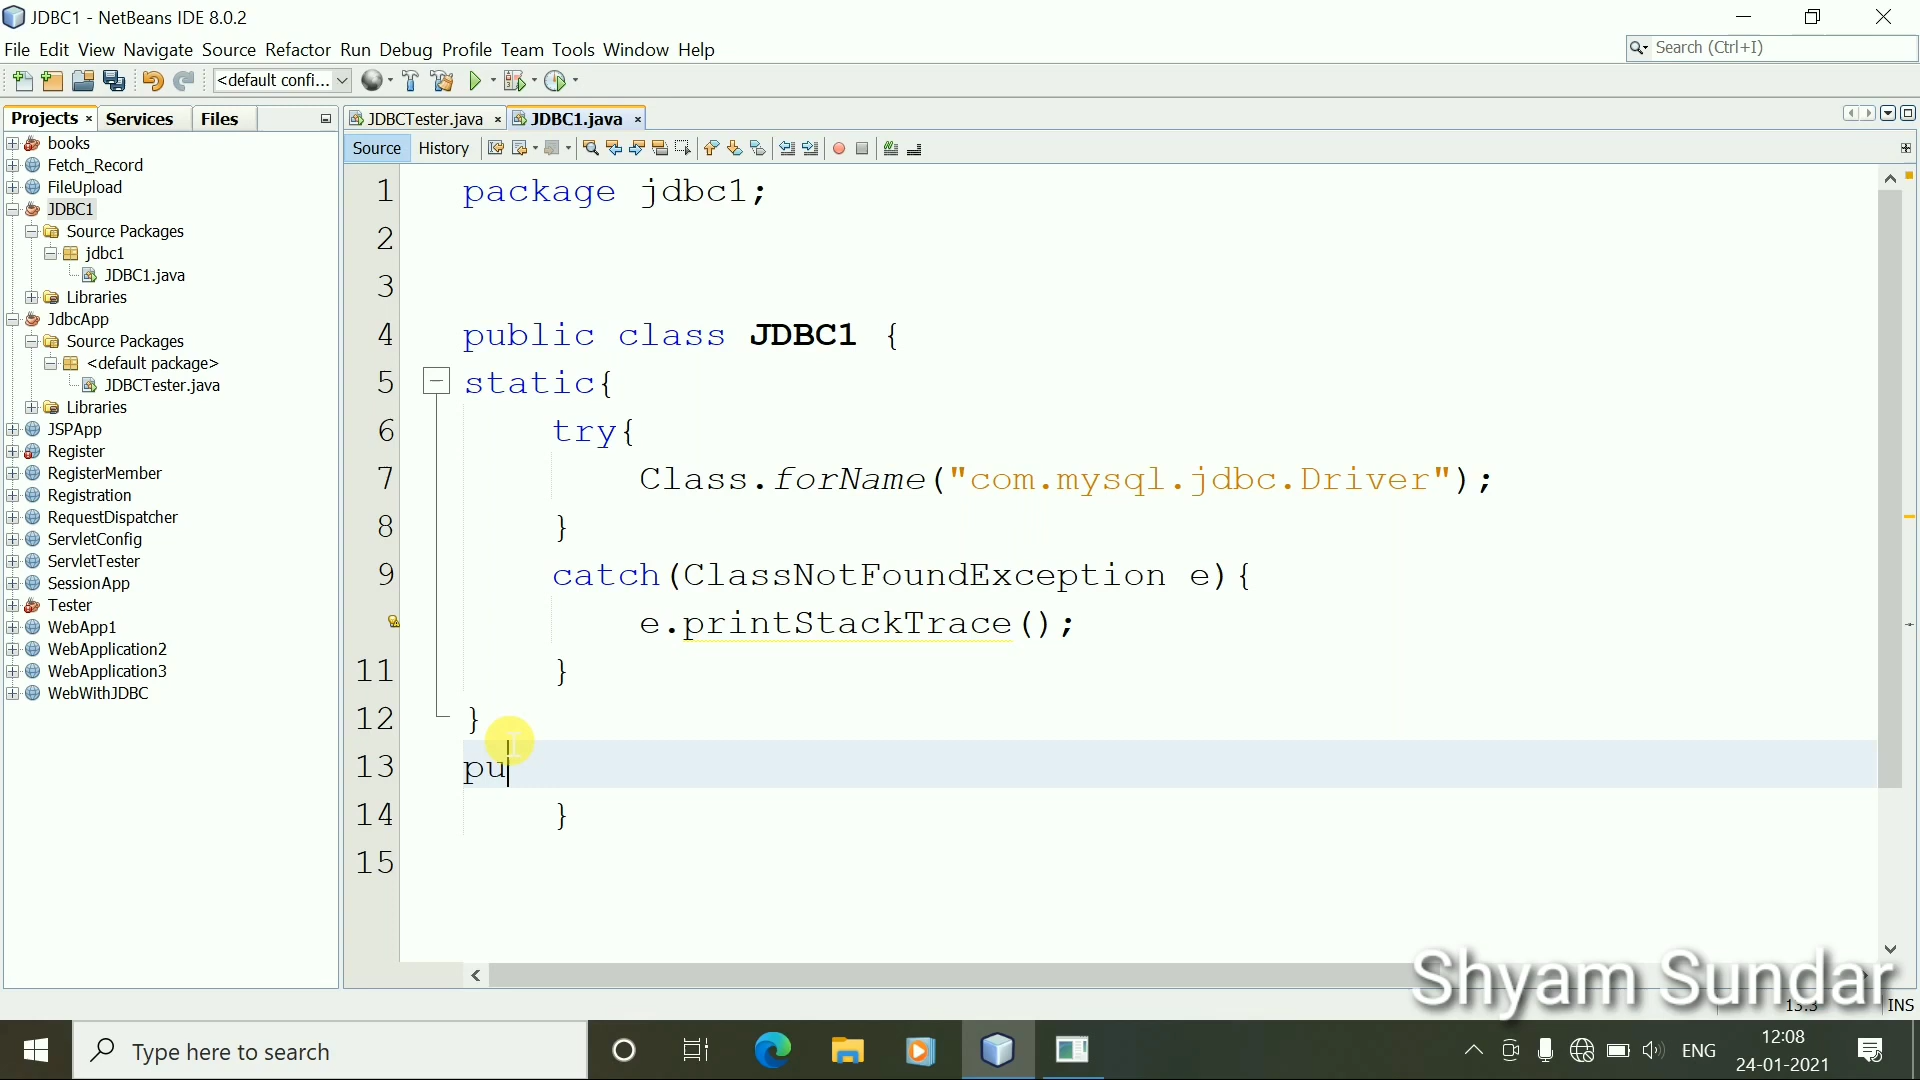 JDBC1 - NetBeans IDE 8.0.2
File Edit View Navigate Source Refactor Run Debug Profile Team Tools Window Help
Search (Ctrl+I)
<default confi...
Projects Services Files
JDBCTester.java JDBC1.java
Source History
books
Fetch_Record
FileUpload
JDBC1
Source Packages
jdbc1
JDBC1.java
Libraries
JdbcApp
Source Packages
<default package>
JDBCTester.java
Libraries
JSPApp
Register
RegisterMember
Registration
RequestDispatcher
ServletConfig
ServletTester
SessionApp
Tester
WebApp1
WebApplication2
WebApplication3
WebWithJDBC
1 package jdbc1;
2
3
4 public class JDBC1 {
5 static{
6 try{
7 Class.forName("com.mysql.jdbc.Driver");
8 }
9 catch(ClassNotFoundException e){
e.printStackTrace();
11 }
12 }
13 pu
14 }
15
Shyam Sundar
13:3 INS
Type here to search
ENG
12:08
24-01-2021